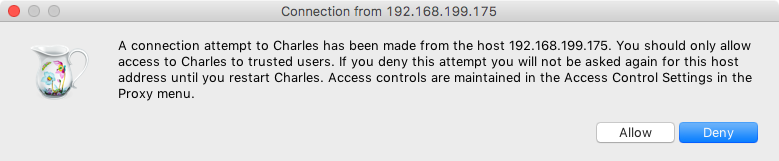 Connection from 192.168.199.175
A connection attempt to Charles has been made from the host 192.168.199.175. You should only allow
access to Charles to trusted users. If you deny this attempt you will not be asked again for this host
address until you restart Charles. Access controls are maintained in the Access Control Settings in the
Proxy menu.
Allow
Deny